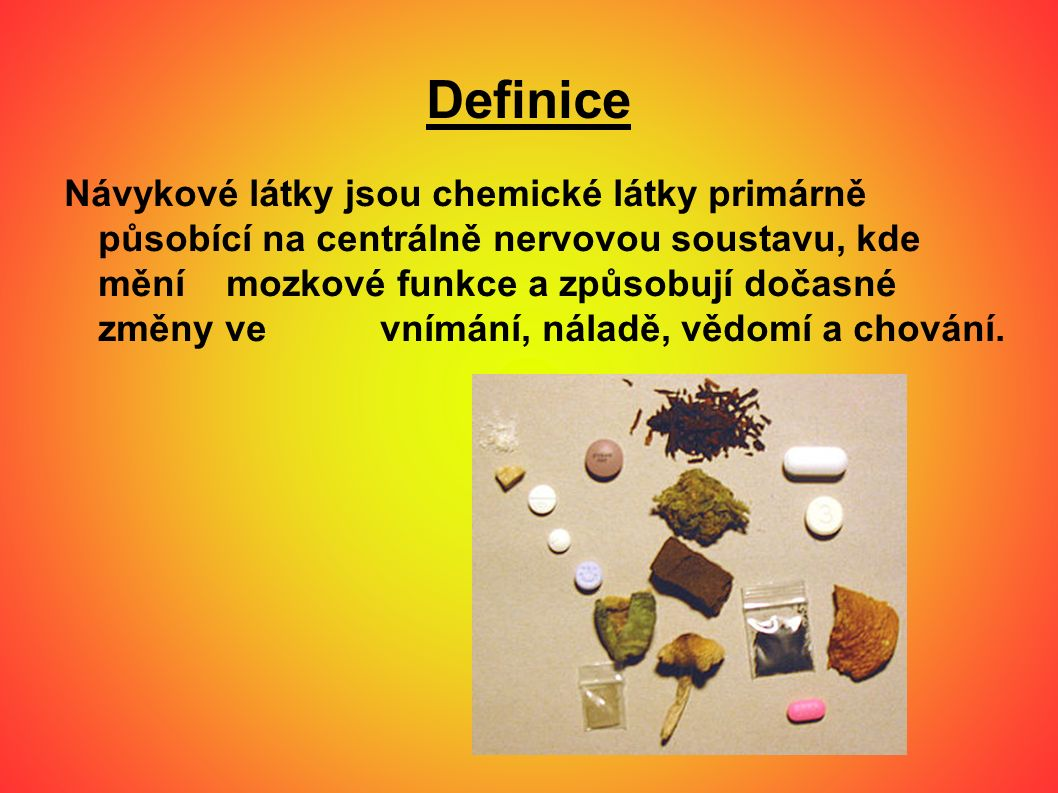 Definice
Návykové látky jsou chemické látky primárně
působící na centrálně nervovou soustavu, kde
mění mozkové funkce a způsobují dočasné
změny ve vnímání, náladě, vědomí a chování.
3